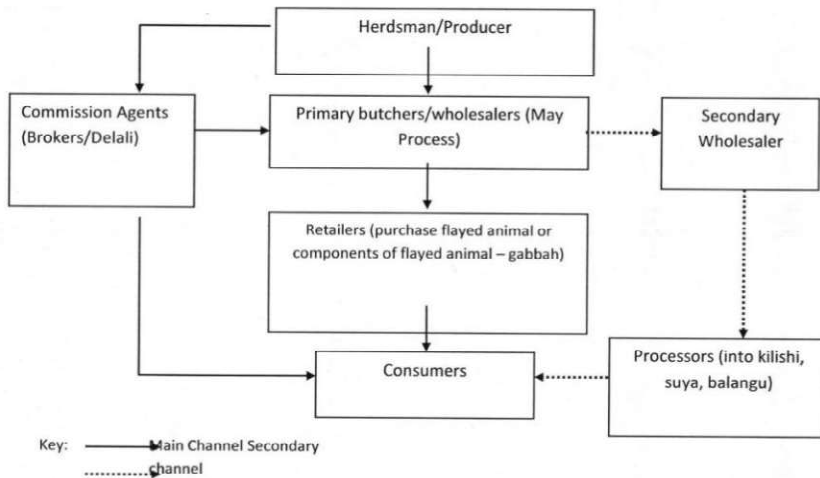 Herdsman/Producer
Commission Agents
(Brokers/Delali)
Primary butchers/wholesalers (May
Process)
Secondary
Wholesaler
Retailers (purchase flayed animal or
components of flayed animal – gabbah)
Consumers
Processors (into kilishi,
suya, balangu)
Key: Main Channel Secondary
channel